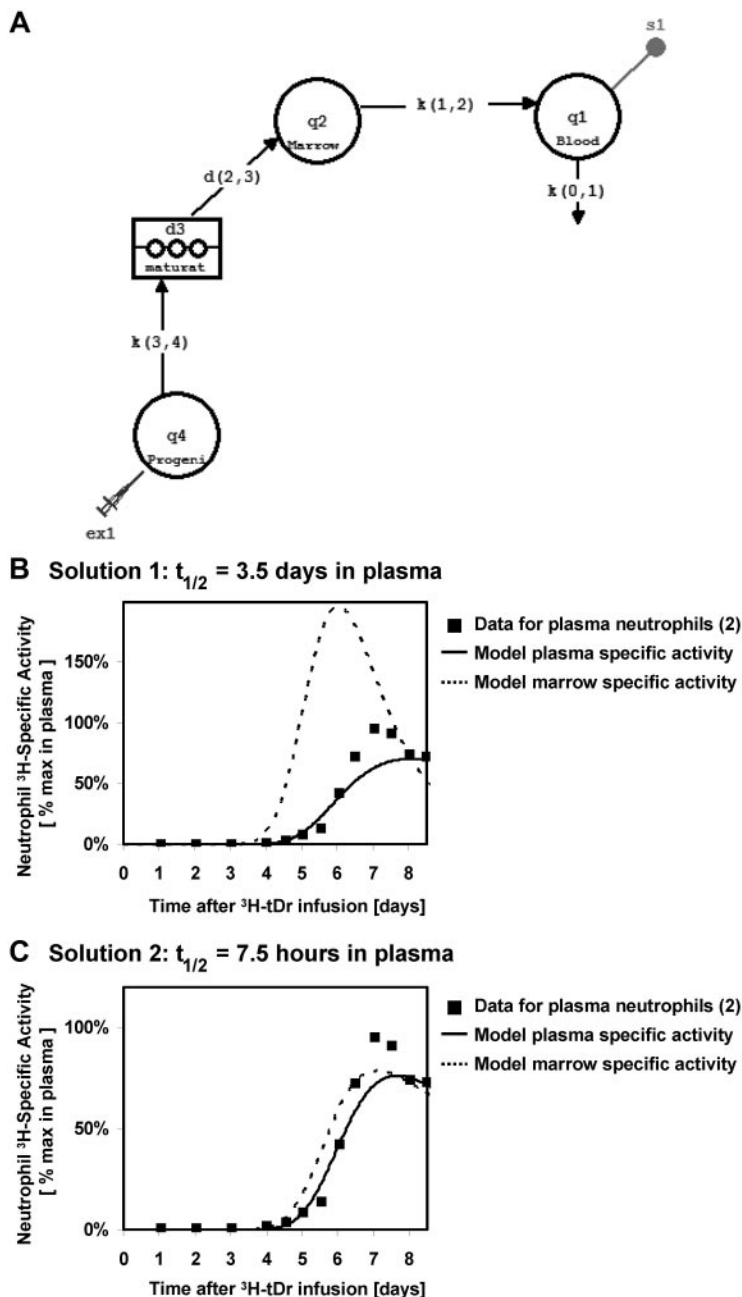 A
s1
q2
Marrow
k(1,2)
q1
Blood
k(0,1)
d(2,3)
d3
maturat
k(3,4)
q4
Progeni
ex1
B Solution 1: t1/2 = 3.5 days in plasma
Neutrophil ³H-Specific Activity
[ % max in plasma ]
150%
100%
50%
0%
0 1 2 3 4 5 6 7 8
Time after ³H-tDr infusion [days]
Data for plasma neutrophils (2)
Model plasma specific activity
Model marrow specific activity
C Solution 2: t1/2 = 7.5 hours in plasma
Neutrophil ³H-Specific Activity
[ % max in plasma ]
100%
50%
0%
0 1 2 3 4 5 6 7 8
Time after ³H-tDr infusion [days]
Data for plasma neutrophils (2)
Model plasma specific activity
Model marrow specific activity